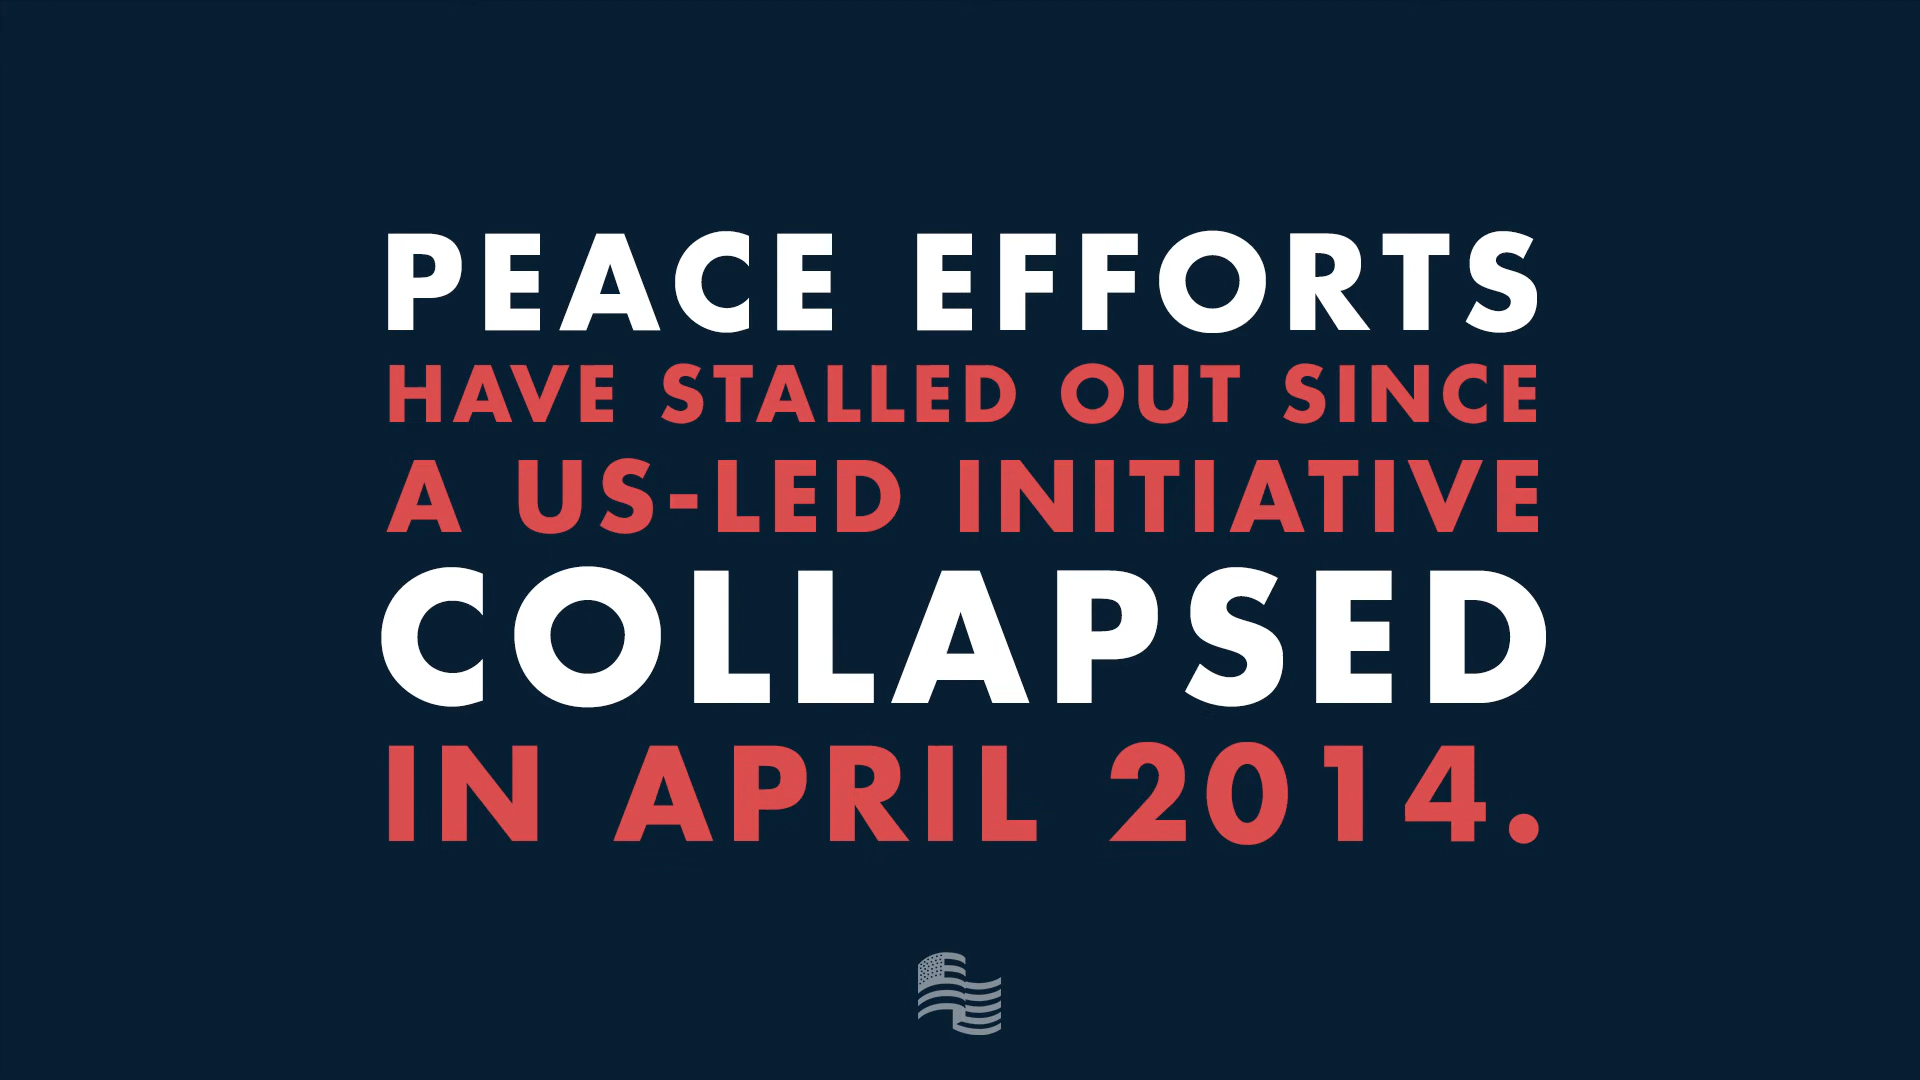 PEACE EFFORTS
HAVE STALLED OUT SINCE
A US-LED INITIATIVE
COLLAPSED
IN APRIL 2014.